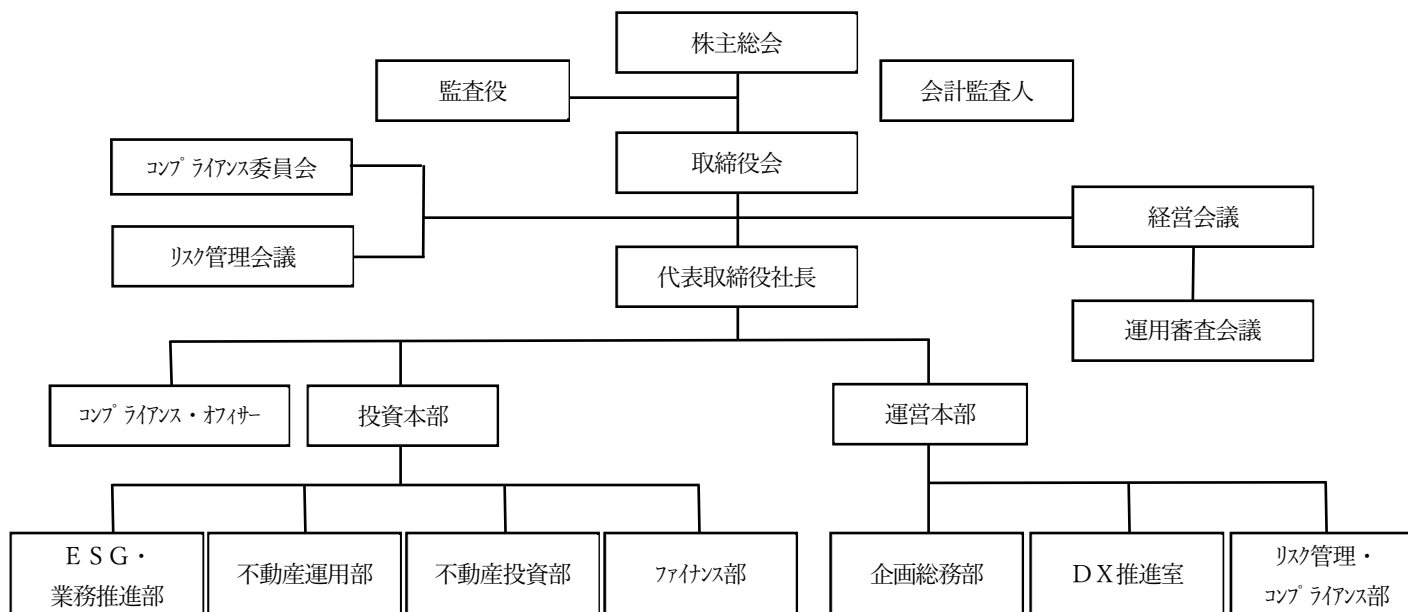 株主総会
監査役
会計監査人
取締役会
コンプライアンス委員会
経営会議
リスク管理会議
代表取締役社長
運用審査会議
コンプライアンス・オフィサー
投資本部
運営本部
ESG・
業務推進部
不動産運用部
不動産投資部
ファイナンス部
企画総務部
DX推進室
リスク管理・
コンプライアンス部